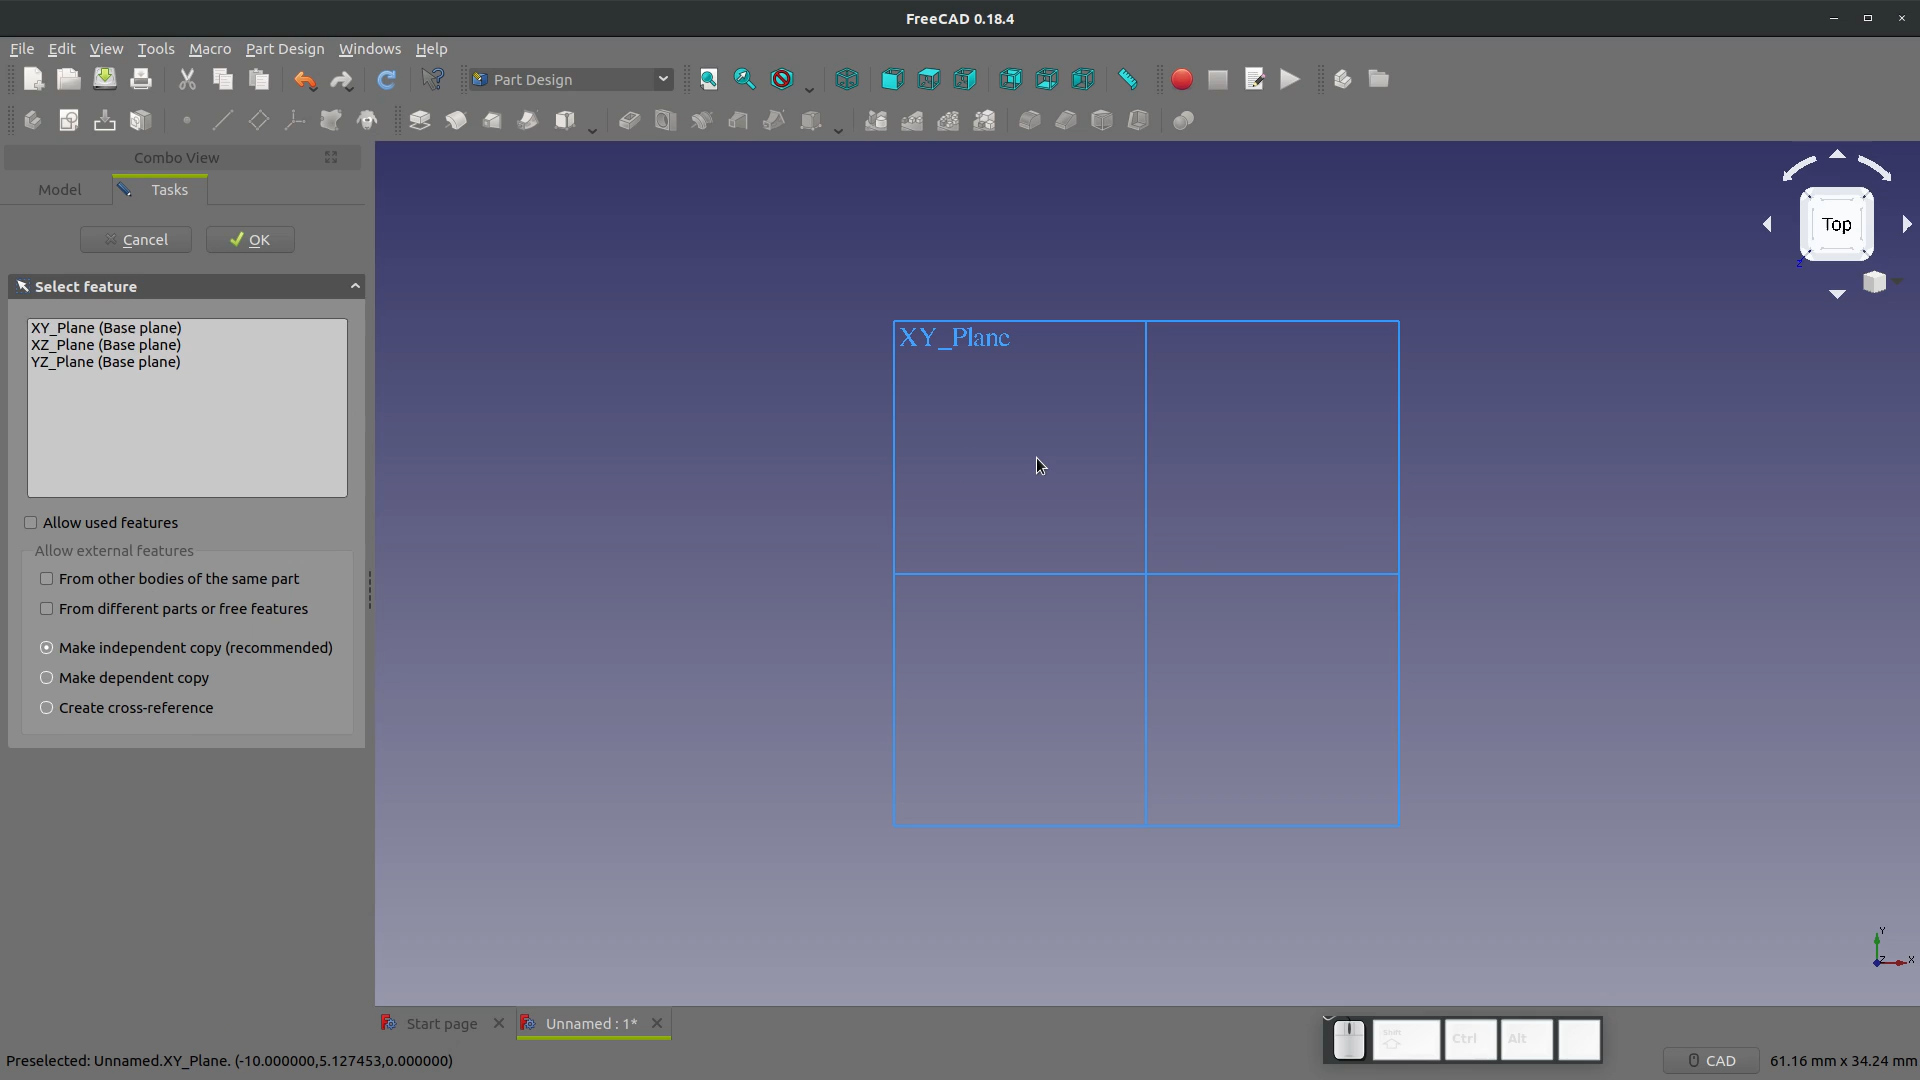 FreeCAD 0.18.4
File Edit View Tools Macro Part Design Windows Help
Part Design
Combo View
Model Tasks
Cancel OK
Select feature
XY_Plane (Base plane)
XZ_Plane (Base plane)
YZ_Plane (Base plane)
Allow used features
Allow external features
From other bodies of the same part
From different parts or free features
Make independent copy (recommended)
Make dependent copy
Create cross-reference
XY_Plane
Top
Z
Y
Z X
Start page Unnamed : 1*
Shift Ctrl Alt
Preselected: Unnamed.XY_Plane. (-10.000000,5.127453,0.000000)
CAD 61.16 mm x 34.24 mm